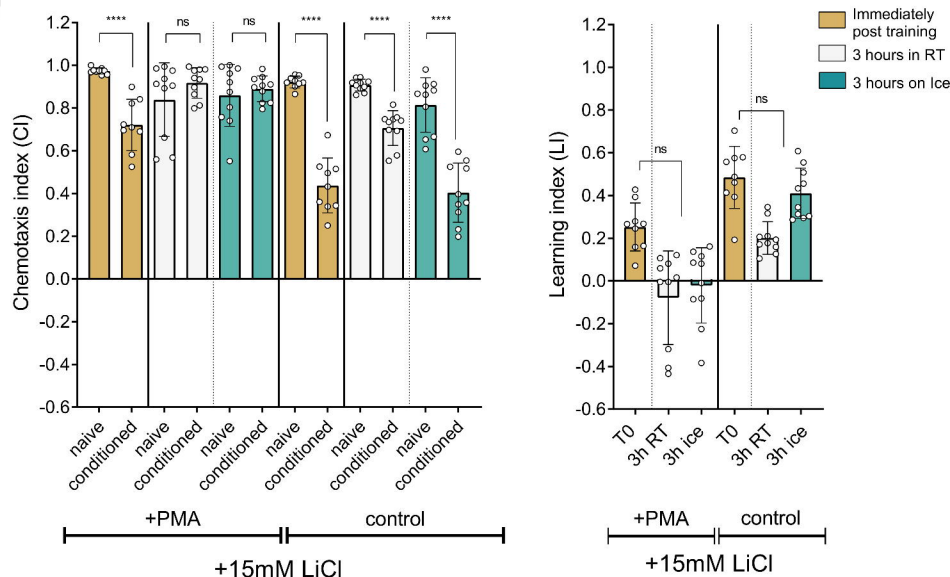 **** ns ns **** **** ****
1.2
1.0
0.8
0.6
0.4
0.2
0.0
-0.2
-0.4
-0.6
Chemotaxis index (CI)
naive conditioned naive conditioned naive conditioned naive conditioned naive conditioned naive conditioned
+PMA control
+15mM LiCl
1.2
1.0
0.8
0.6
0.4
0.2
0.0
-0.2
-0.4
-0.6
Learning index (LI)
ns ns
T0 3h RT 3h ice T0 3h RT 3h ice
+PMA control
+15mM LiCl
Immediately
post training
3 hours in RT
3 hours on Ice